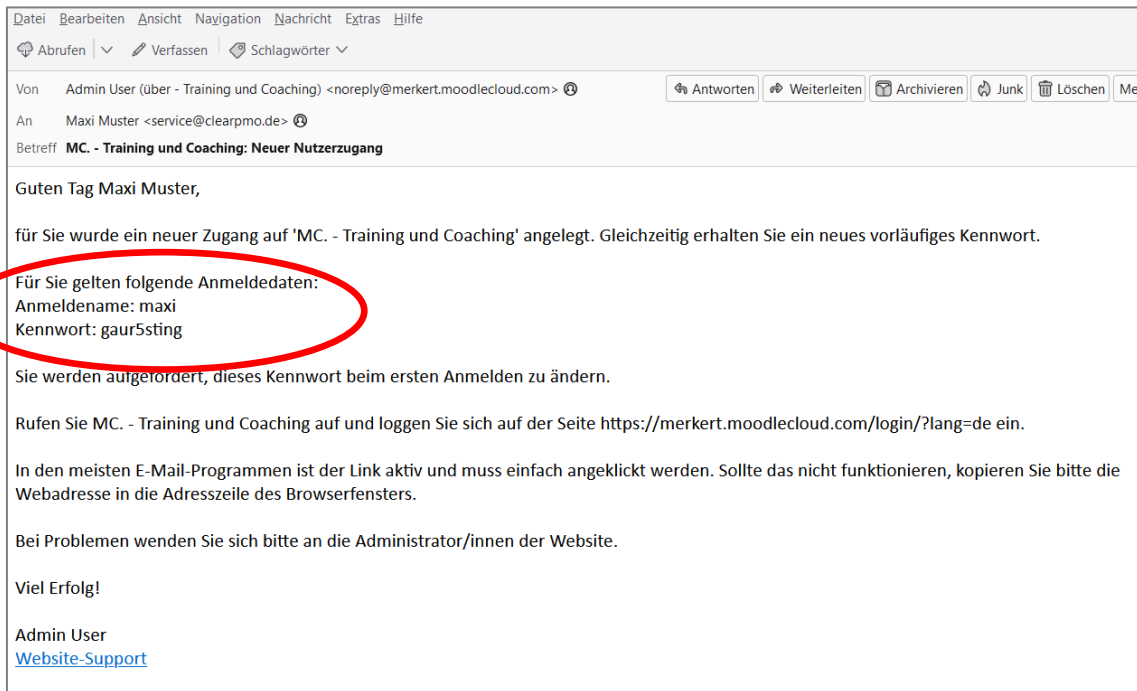 Datei Bearbeiten Ansicht Navigation Nachricht Extras Hilfe
Abrufen Verfassen Schlagwörter
Von Admin User (über - Training und Coaching) <noreply@merkert.moodlecloud.com> Antworten Weiterleiten Archivieren Junk Löschen Me
An Maxi Muster <service@clearpmo.de>
Betreff MC. - Training und Coaching: Neuer Nutzerzugang
Guten Tag Maxi Muster,
für Sie wurde ein neuer Zugang auf 'MC. - Training und Coaching' angelegt. Gleichzeitig erhalten Sie ein neues vorläufiges Kennwort.
Für Sie gelten folgende Anmeldedaten:
Anmeldename: maxi
Kennwort: gaur5sting
Sie werden aufgefordert, dieses Kennwort beim ersten Anmelden zu ändern.
Rufen Sie MC. - Training und Coaching auf und loggen Sie sich auf der Seite https://merkert.moodlecloud.com/login/?lang=de ein.
In den meisten E-Mail-Programmen ist der Link aktiv und muss einfach angeklickt werden. Sollte das nicht funktionieren, kopieren Sie bitte die
Webadresse in die Adresszeile des Browserfensters.
Bei Problemen wenden Sie sich bitte an die Administrator/innen der Website.
Viel Erfolg!
Admin User
Website-Support